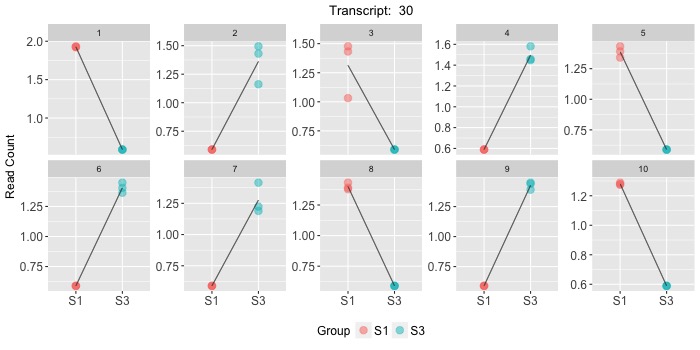 Transcript: 30
1 2 3 4 5
2.0 1.50 1.50 1.6 1.25
1.5 1.25 1.25 1.4 0.75
1.0 1.00 1.00 1.2
0.75 0.75 1.0
0.8
0.6
Read Count
6 7 8 9 10
1.25 1.25 1.25 1.25 1.2
1.00 1.00 1.00 1.00 1.0
0.75 0.75 0.75 0.75 0.8
0.6
S1 S3 S1 S3 S1 S3 S1 S3 S1 S3
Group S1 S3